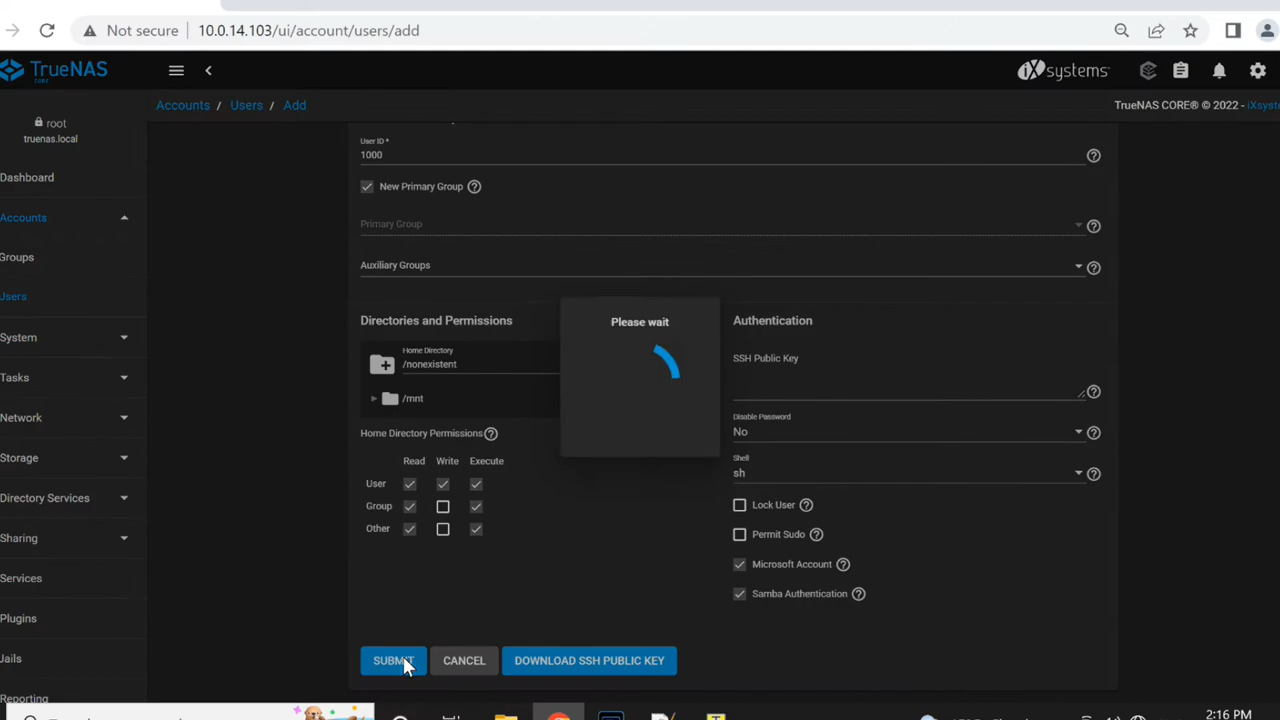 Not secure 10.0.14.103/ui/account/users/add
TrueNAS CORE iXsystems
Accounts / Users / Add TrueNAS CORE® © 2022 - iXsyst
root
truenas.local
Dashboard
Accounts
Groups
Users
System
Tasks
Network
Storage
Directory Services
Sharing
Services
Plugins
Jails
Reporting
User ID *
1000
New Primary Group
Primary Group
Auxiliary Groups
Directories and Permissions
Home Directory
/nonexistent
/mnt
Home Directory Permissions
Read Write Execute
User
Group
Other
Please wait
Authentication
SSH Public Key
Disable Password
No
Shell
sh
Lock User
Permit Sudo
Microsoft Account
Samba Authentication
SUBMIT CANCEL DOWNLOAD SSH PUBLIC KEY
2:16 PM